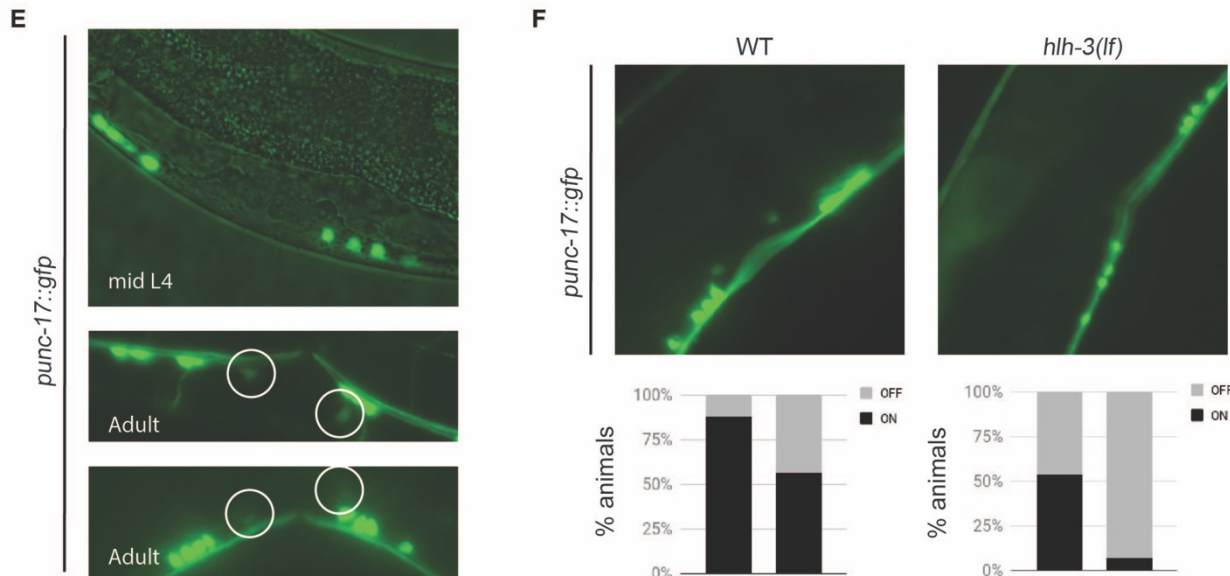 E
punc-17::gfp
mid L4
Adult
Adult
F
WT
hlh-3(lf)
punc-17::gfp
% animals
100%
75%
50%
25%
0%
OFF
ON
% animals
100%
75%
50%
25%
0%
OFF
ON